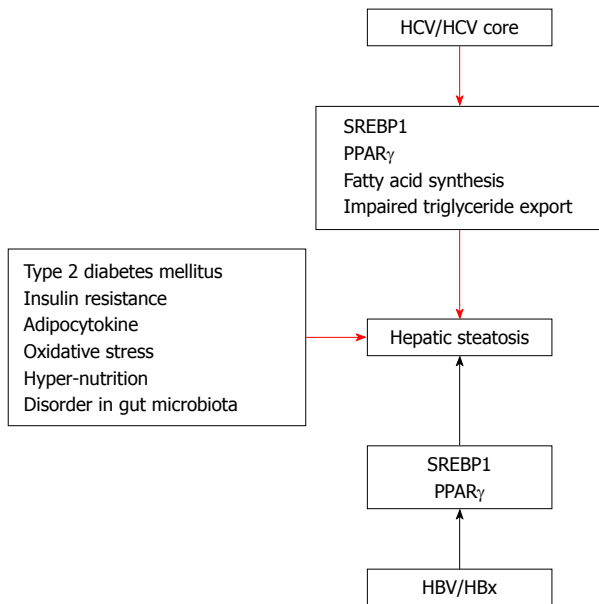 HCV/HCV core
SREBP1
PPARγ
Fatty acid synthesis
Impaired triglyceride export
Type 2 diabetes mellitus
Insulin resistance
Adipocytokine
Oxidative stress
Hyper-nutrition
Disorder in gut microbiota
Hepatic steatosis
SREBP1
PPARγ
HBV/HBx